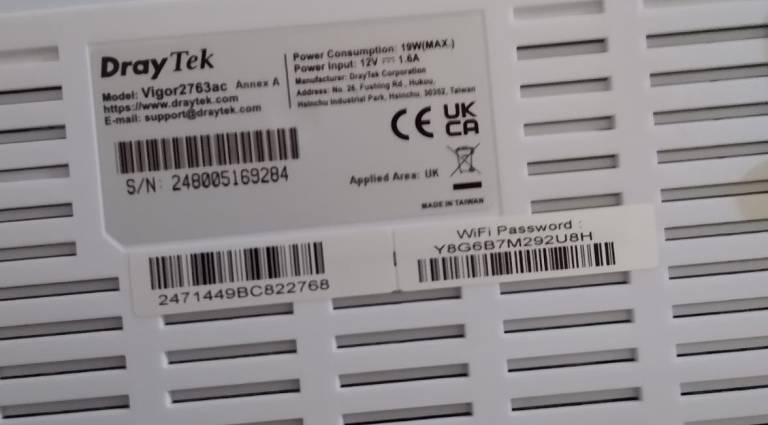 DrayTek
Model: Vigor2763ac Annex A
https://www.draytek.com
E-mail: support@draytek.com
Power Consumption: 19W(MAX.)
Power Input: 12V ⎓ 1.6A
Manufacturer: DrayTek Corporation
Address: No. 26, Fushing Rd., Hukou,
Hsinchu Industrial Park, Hsinchu, 30352, Taiwan
CE UK
CA
S/N: 248005169284
Applied Area: UK
MADE IN TAIWAN
2471449BC822768
WiFi Password :
Y8G6B7M292U8H